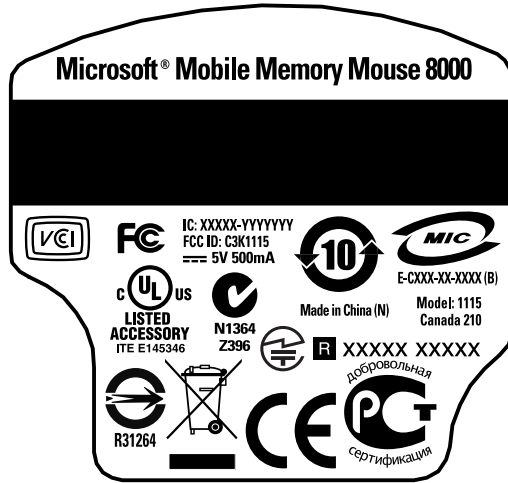 Microsoft® Mobile Memory Mouse 8000
VCI
FC
IC: XXXXX-YYYYYYY
FCC ID: C3K1115
5V 500mA
10
MIC
E-CXXX-XX-XXXX (B)
C UL US
LISTED
ACCESSORY
ITE E145346
N1364
Z396
Made in China (N)
Model: 1115
Canada 210
R XXXXX XXXXX
R31264
CE
добровольная
РСТ
сертификация